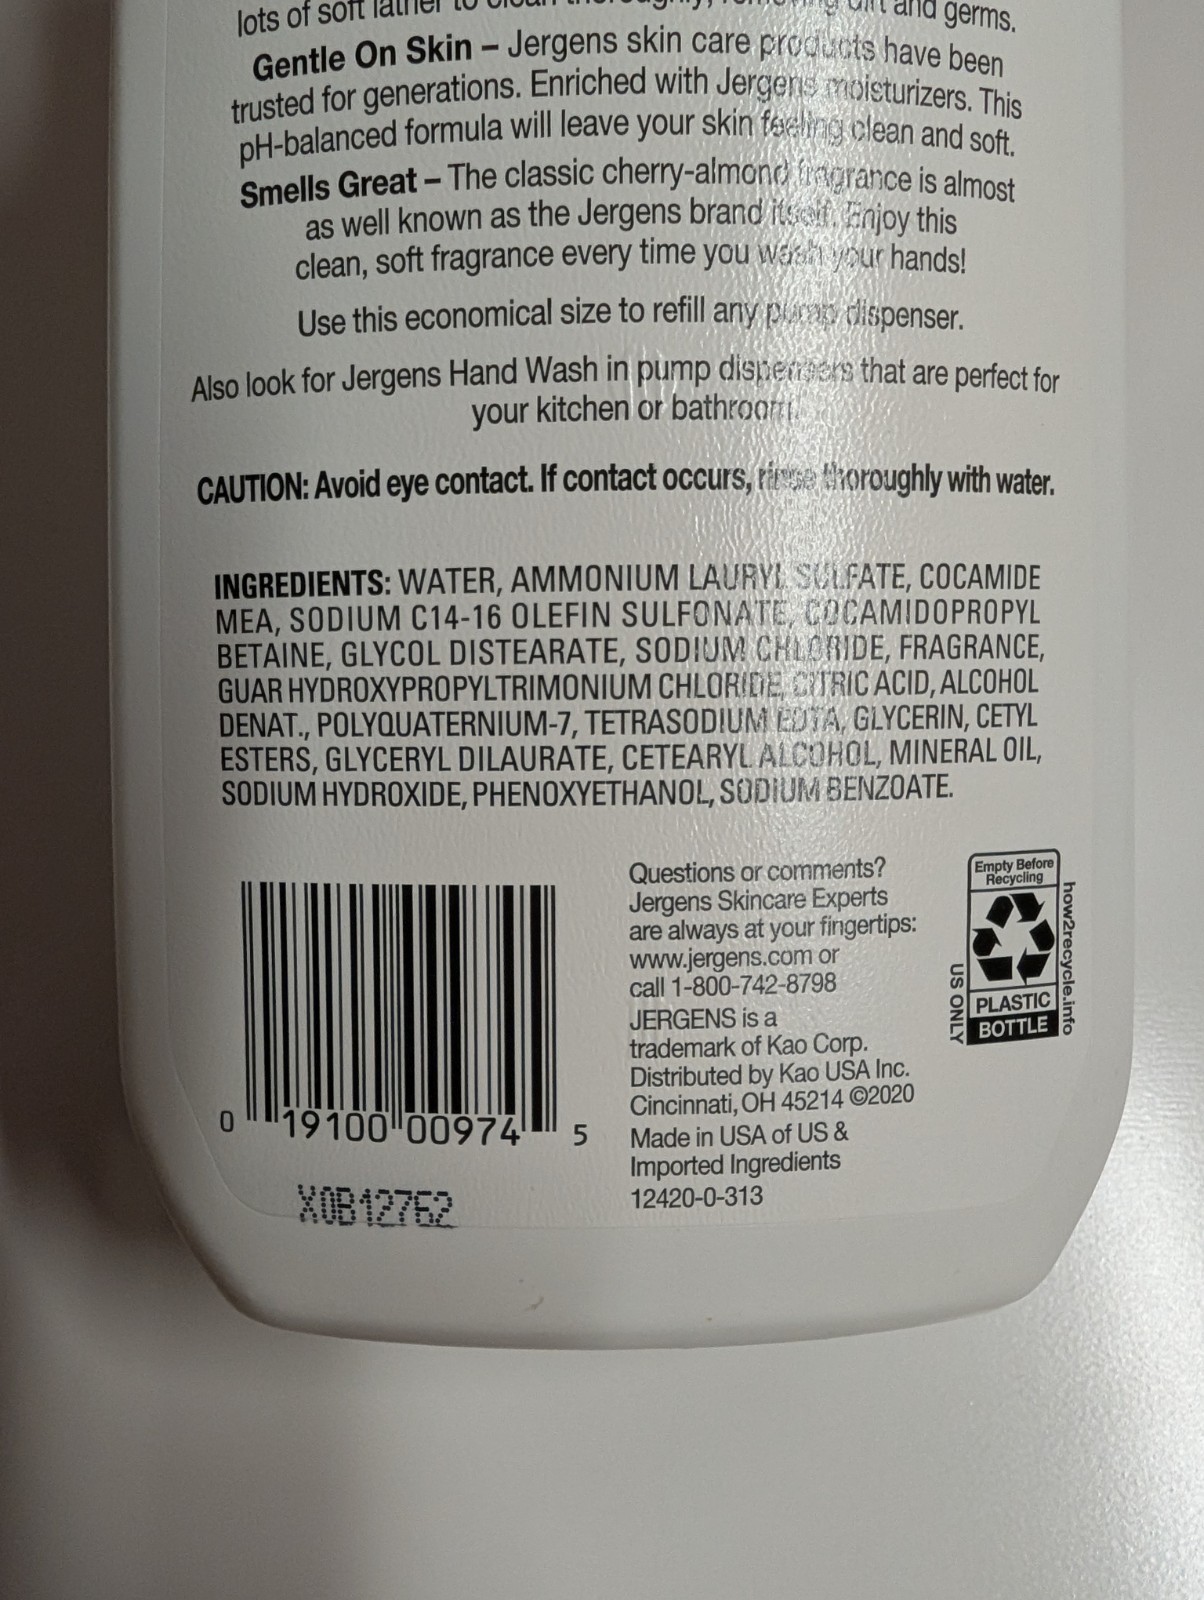 lots of soft lather to clean thoroughly, removing dirt and germs.
Gentle On Skin – Jergens skin care products have been
trusted for generations. Enriched with Jergens moisturizers. This
pH-balanced formula will leave your skin feeling clean and soft.
Smells Great – The classic cherry-almond fragrance is almost
as well known as the Jergens brand itself. Enjoy this
clean, soft fragrance every time you wash your hands!
Use this economical size to refill any pump dispenser.
Also look for Jergens Hand Wash in pump dispensers that are perfect for
your kitchen or bathroom.
CAUTION: Avoid eye contact. If contact occurs, rinse thoroughly with water.
INGREDIENTS: WATER, AMMONIUM LAURYL SULFATE, COCAMIDE
MEA, SODIUM C14-16 OLEFIN SULFONATE, COCAMIDOPROPYL
BETAINE, GLYCOL DISTEARATE, SODIUM CHLORIDE, FRAGRANCE,
GUAR HYDROXYPROPYLTRIMONIUM CHLORIDE, CITRIC ACID, ALCOHOL
DENAT., POLYQUATERNIUM-7, TETRASODIUM EDTA, GLYCERIN, CETYL
ESTERS, GLYCERYL DILAURATE, CETEARYL ALCOHOL, MINERAL OIL,
SODIUM HYDROXIDE, PHENOXYETHANOL, SODIUM BENZOATE.
0 19100 00974 5
X0B12762
Questions or comments?
Jergens Skincare Experts
are always at your fingertips:
www.jergens.com or
call 1-800-742-8798
JERGENS is a
trademark of Kao Corp.
Distributed by Kao USA Inc.
Cincinnati, OH 45214 ©2020
Made in USA of US &
Imported Ingredients
12420-0-313
Empty Before
Recycling
PLASTIC
BOTTLE
US ONLY
how2recycle.info